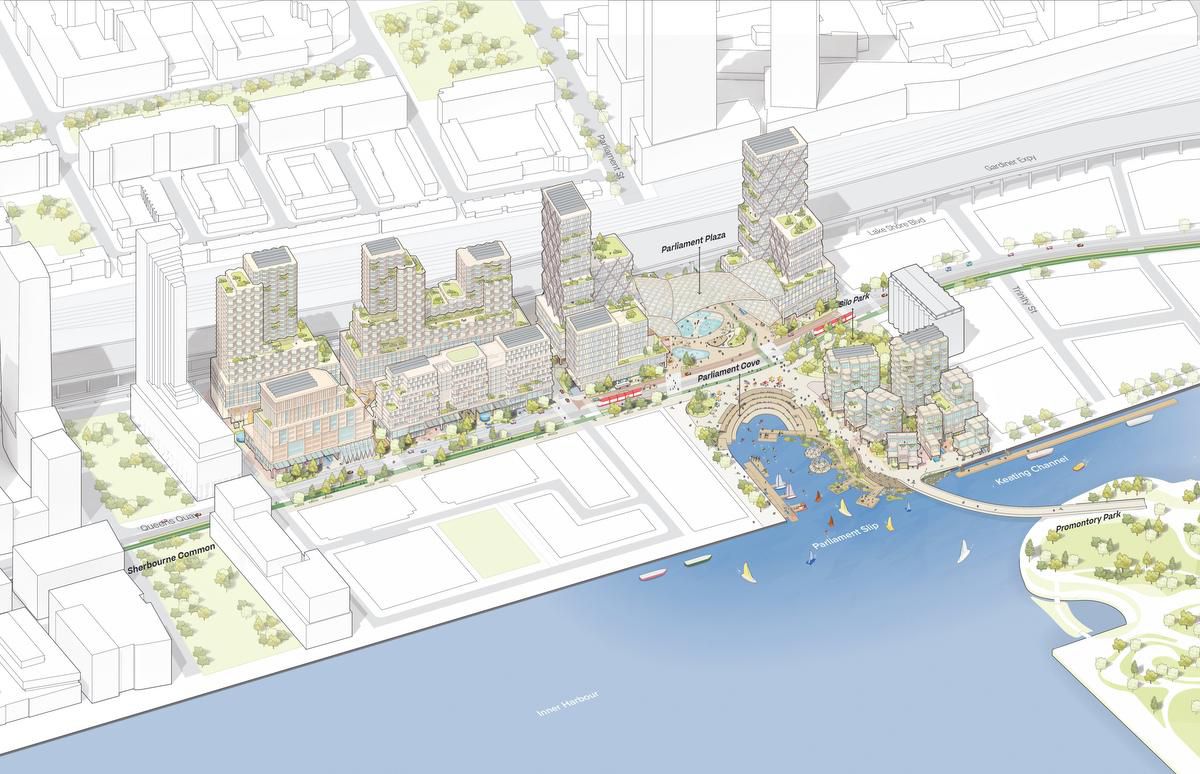 Parliament St
Gardiner Expy
Lake Shore Blvd
Parliament Plaza
Trinity St
Silo Park
Parliament Cove
Keating Channel
Queens Quay
Promontory Park
Parliament Slip
Sherbourne Common
Inner Harbour